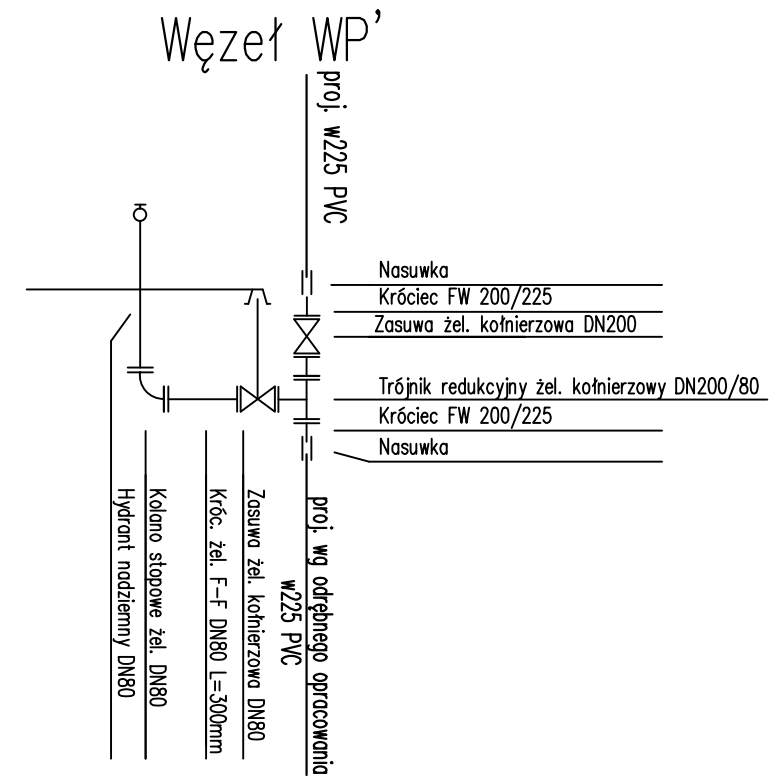 Węzeł WP'
proj. w225 PVC
Nasuwka
Króciec FW 200/225
Zasuwa żel. kołnierzowa DN200
Trójnik redukcyjny żel. kołnierzowy DN200/80
Króciec FW 200/225
Nasuwka
Hydrant nadziemny DN80
Kolano stopowe żel. DN80
Króc. żel. F-F DN80 L=300mm
Zasuwa żel. kołnierzowa DN80
proj. wg odrębnego opracowania
w225 PVC